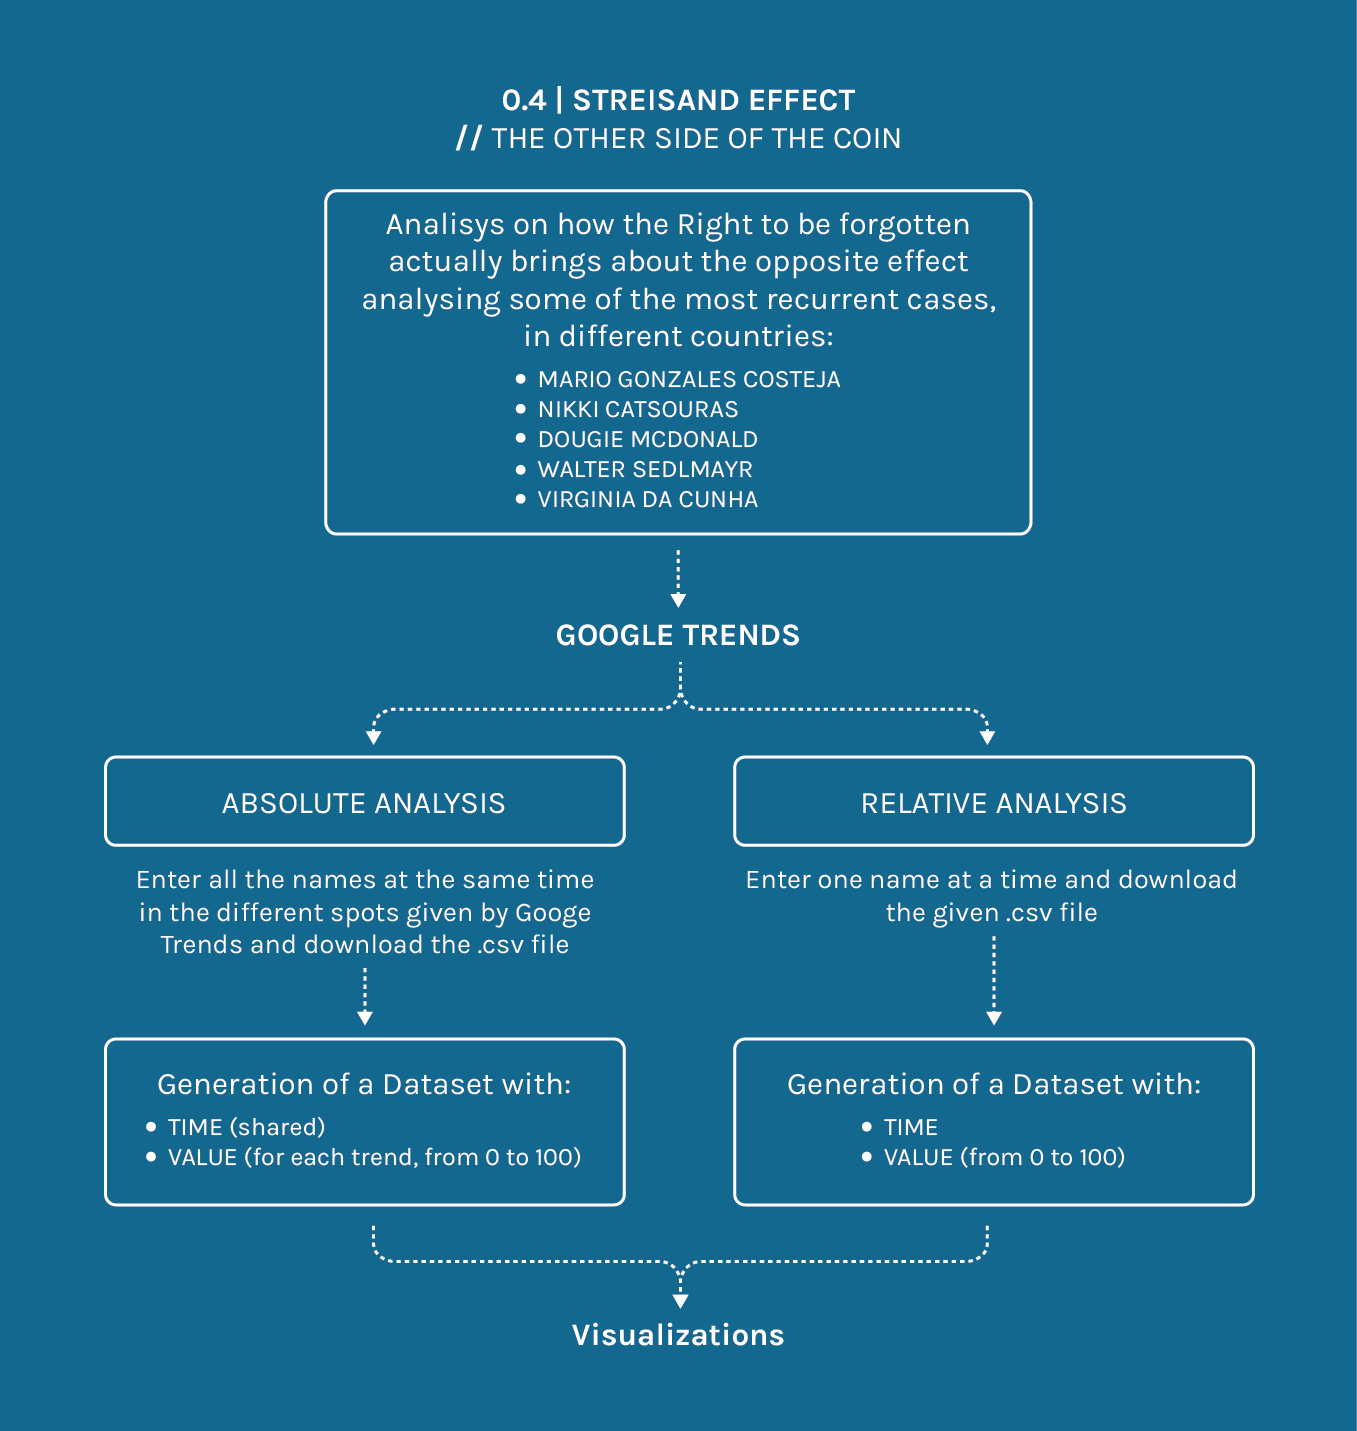 0.4 | STREISAND EFFECT
// THE OTHER SIDE OF THE COIN
Analisys on how the Right to be forgotten
actually brings about the opposite effect
analysing some of the most recurrent cases,
in different countries:
• MARIO GONZALES COSTEJA
• NIKKI CATSOURAS
• DOUGIE MCDONALD
• WALTER SEDLMAYR
• VIRGINIA DA CUNHA
GOOGLE TRENDS
ABSOLUTE ANALYSIS
Enter all the names at the same time
in the different spots given by Googe
Trends and download the .csv file
Generation of a Dataset with:
• TIME (shared)
• VALUE (for each trend, from 0 to 100)
RELATIVE ANALYSIS
Enter one name at a time and download
the given .csv file
Generation of a Dataset with:
• TIME
• VALUE (from 0 to 100)
Visualizations